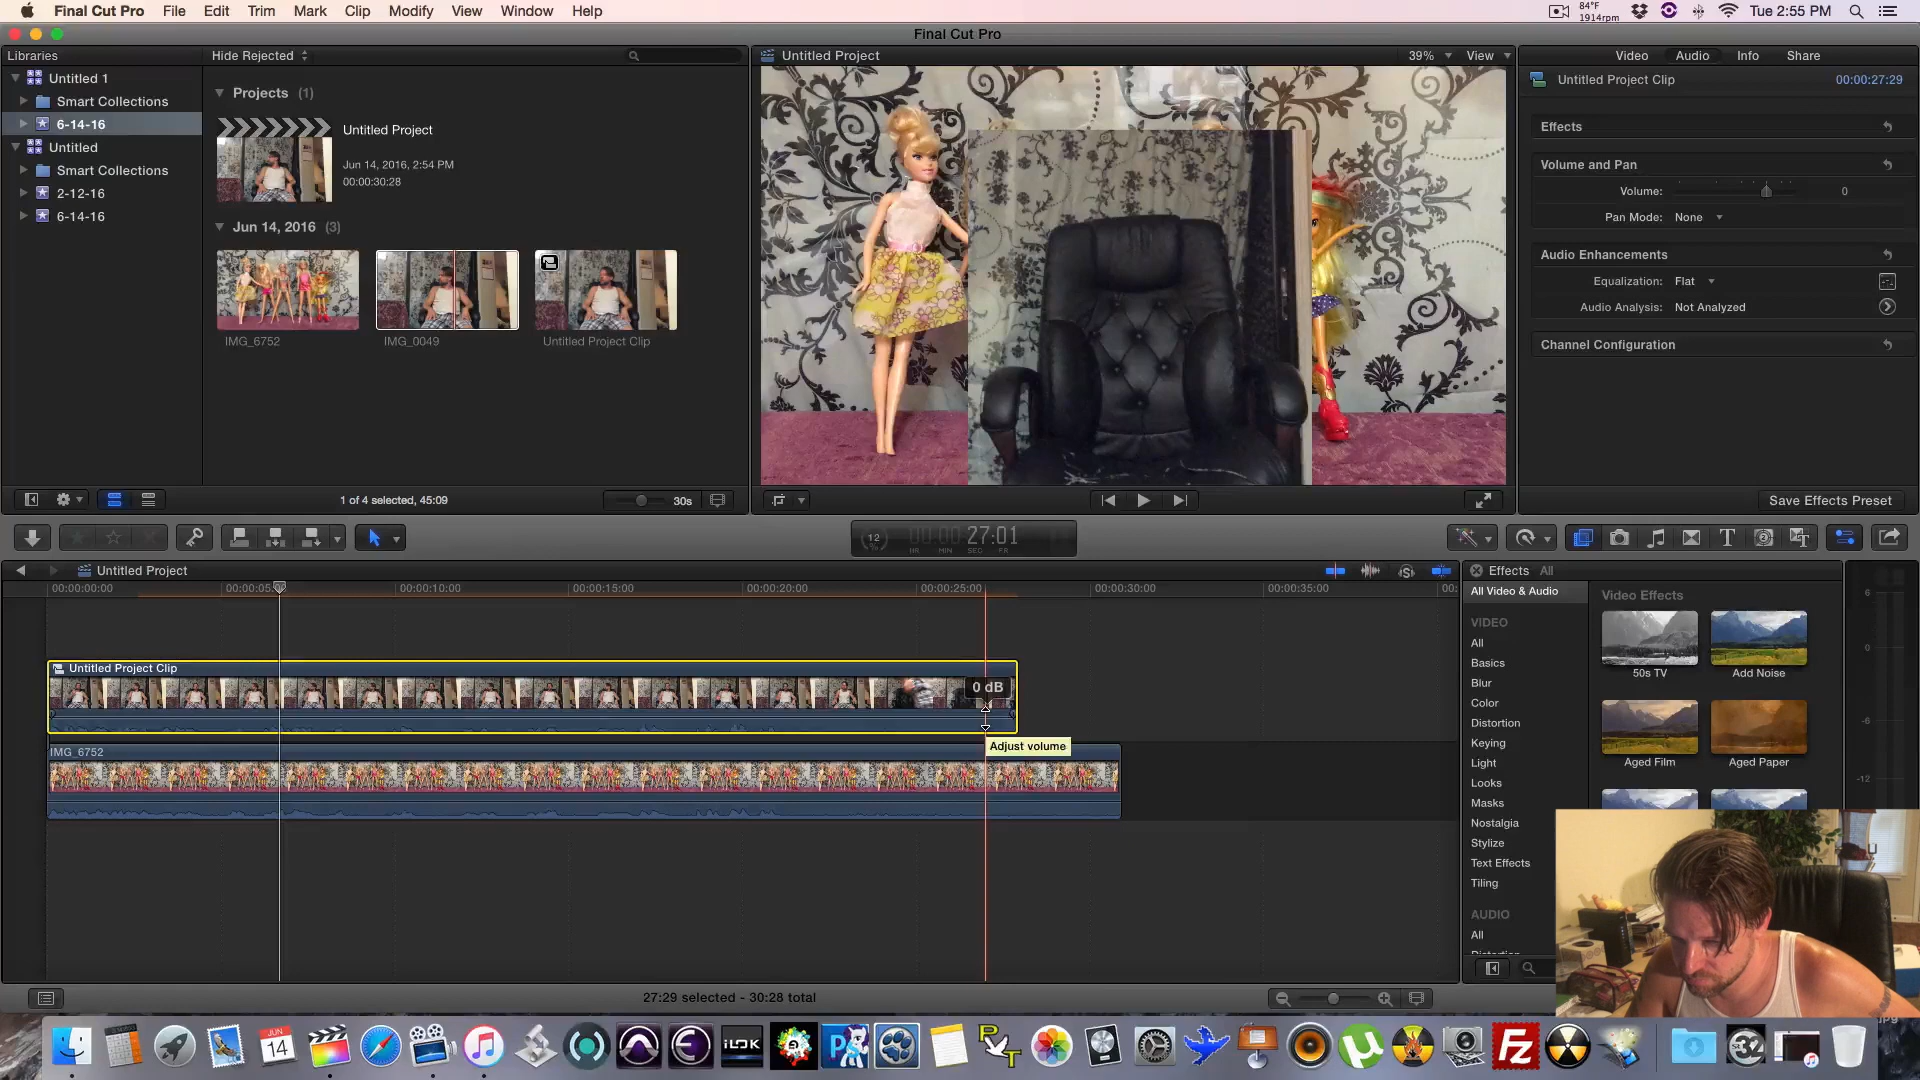 Final Cut Pro File Edit Trim Mark Clip Modify View Window Help 84°F 1914rpm Tue 2:55 PM
Final Cut Pro
Libraries Hide Rejected Untitled Project 39% View Video Audio Info Share
Untitled 1
Smart Collections
6-14-16
Untitled
Smart Collections
2-12-16
6-14-16
Projects (1)
Untitled Project
Jun 14, 2016, 2:54 PM
00:00:30:28
Jun 14, 2016 (3)
IMG_6752 IMG_0049 Untitled Project Clip
1 of 4 selected, 45:09 30s
Untitled Project Clip 00:00:27:29
Effects
Volume and Pan
Volume: 0
Pan Mode: None
Audio Enhancements
Equalization: Flat
Audio Analysis: Not Analyzed
Channel Configuration
Save Effects Preset
12 % 00:00:27:01
HR MIN SEC FR
Untitled Project
00:00:00:00 00:00:10:00 00:00:15:00 00:00:20:00 00:00:25:00 00:00:30:00 00:00:35:00
Untitled Project Clip
0 dB
Adjust volume
IMG_6752
27:29 selected - 30:28 total
Effects All
All Video & Audio
VIDEO
All
Basics
Blur
Color
Distortion
Keying
Light
Looks
Masks
Nostalgia
Stylize
Text Effects
Tiling
AUDIO
All
Video Effects
50s TV Add Noise
Aged Film Aged Paper
6
0
-6
-12
JUN
14
iLOK
32